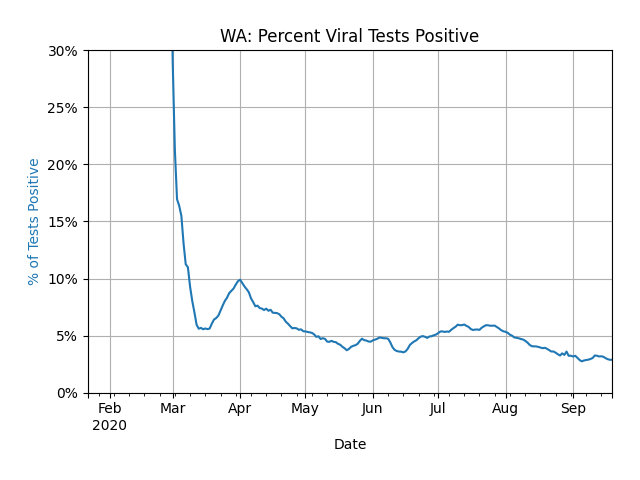 WA: Percent Viral Tests Positive
30%
25%
20%
15%
10%
5%
0%
% of Tests Positive
Feb Mar Apr May Jun Jul Aug Sep
2020
Date